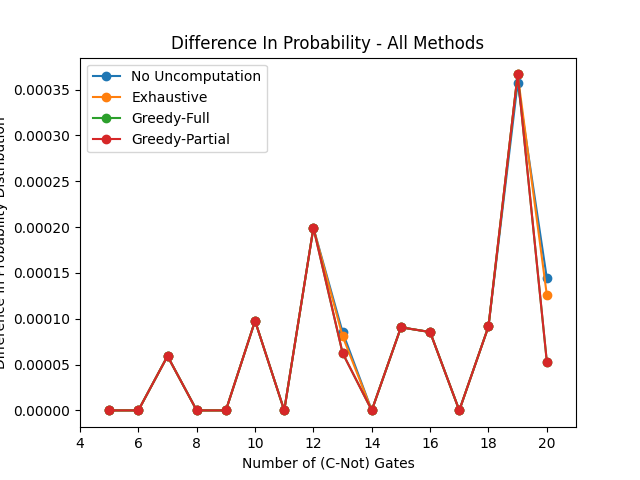 Difference In Probability - All Methods
No Uncomputation
Exhaustive
Greedy-Full
Greedy-Partial
0.00035
0.00030
0.00025
0.00020
0.00015
0.00010
0.00005
0.00000
Difference In Probability Distribution
4 6 8 10 12 14 16 18 20
Number of (C-Not) Gates